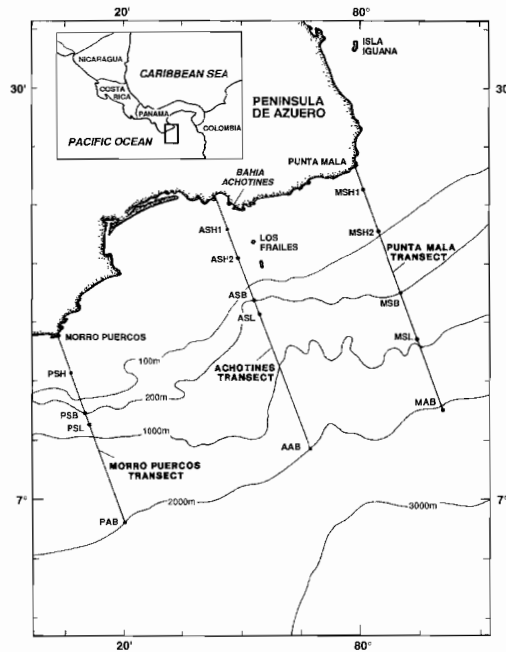 20'
80°
ISLA
IGUANA
NICARAGUA
CARIBBEAN SEA
COSTA
RICA
PANAMA
COLOMBIA
PACIFIC OCEAN
30'
30'
PENINSULA
DE AZUERO
PUNTA MALA
BAHIA
ACHOTINES
MSH1
ASH1
LOS
FRAILES
MSH2
ASH2
PUNTA MALA
TRANSECT
ASB
MSB
ASL
MORRO PUERCOS
MSL
100m
ACHOTINES
TRANSECT
PSH
200m
MAB
PSB
PSL
1000m
AAB
MORRO PUERCOS
TRANSECT
7°
7°
2000m
3000m
PAB
20'
80°